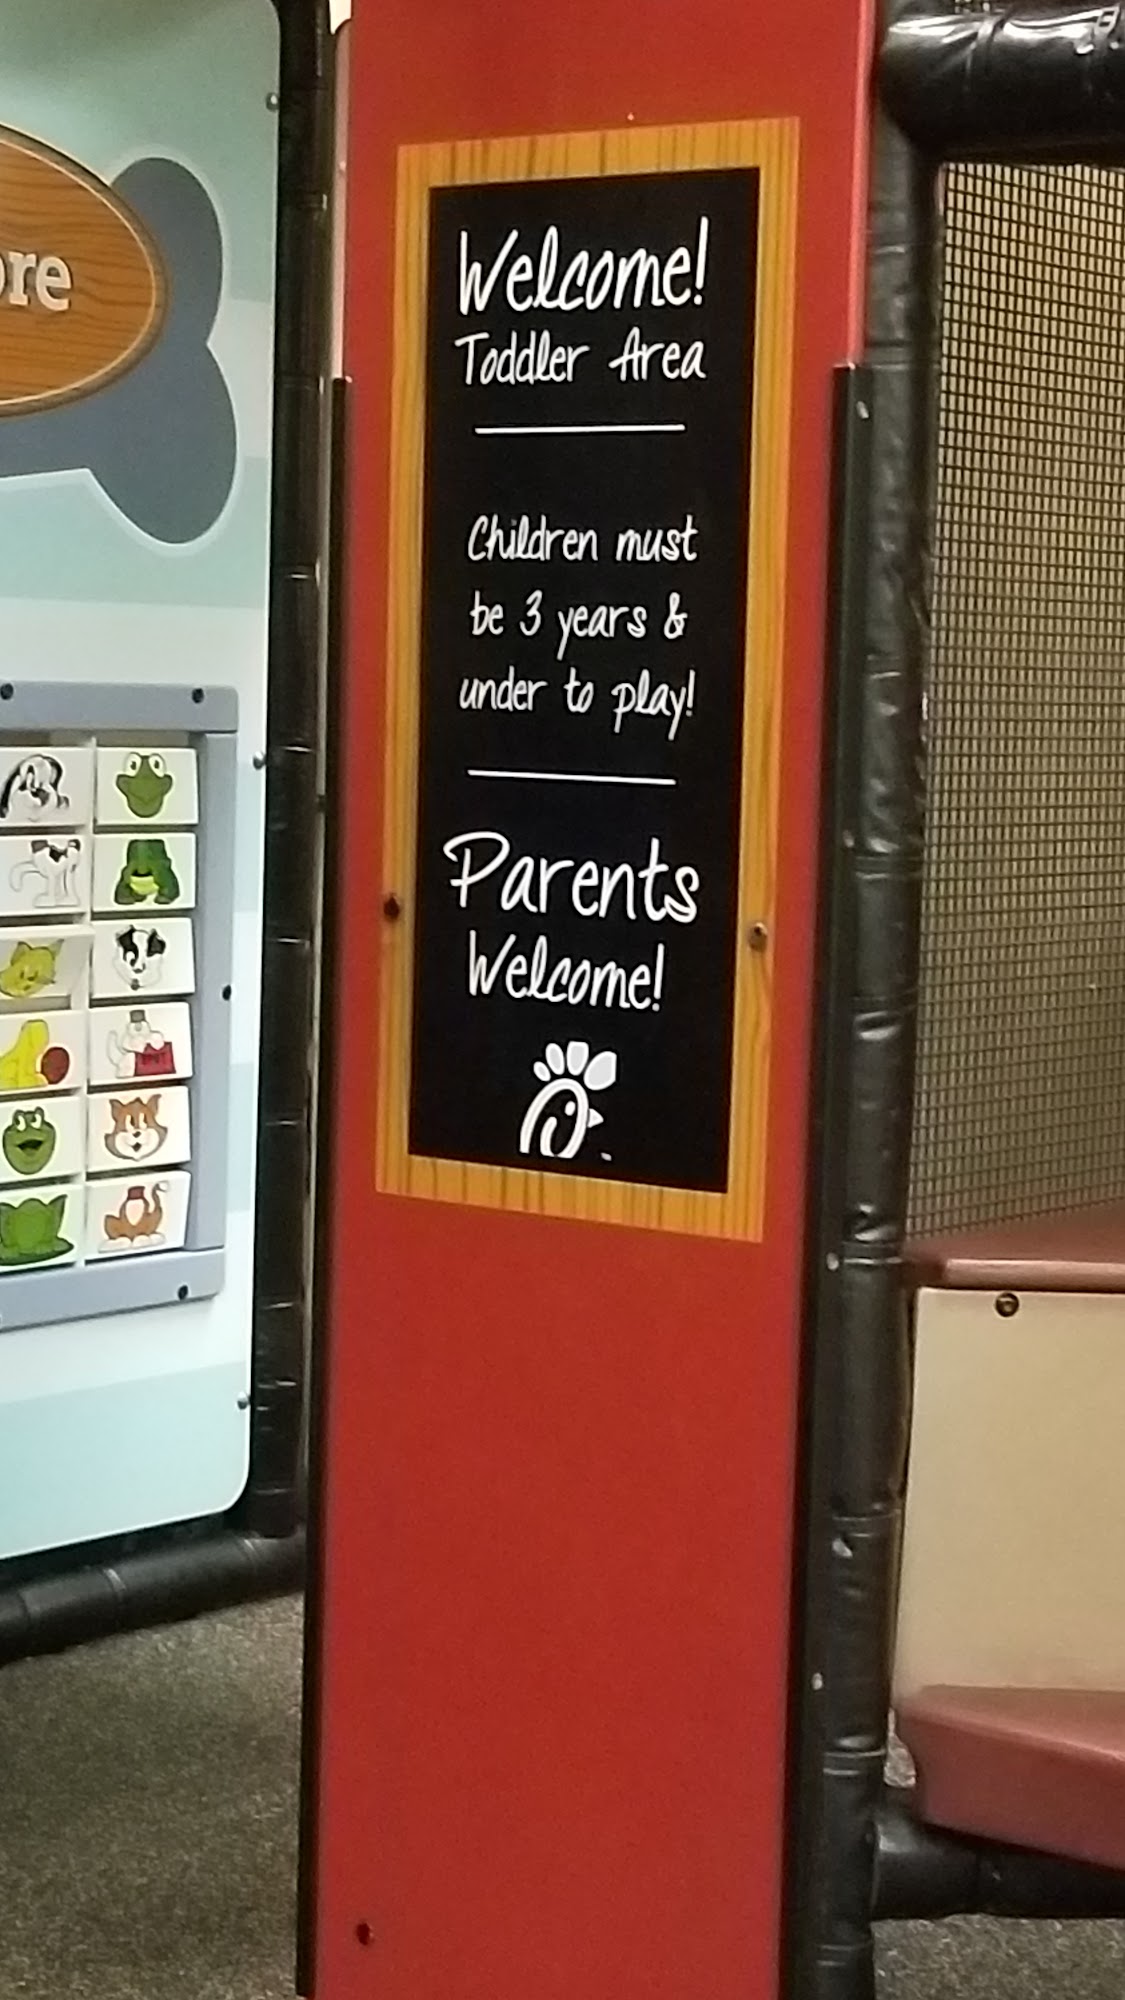 ore
Welcome!
Toddler Area
Children must
be 3 years &
under to play!
Parents
Welcome!